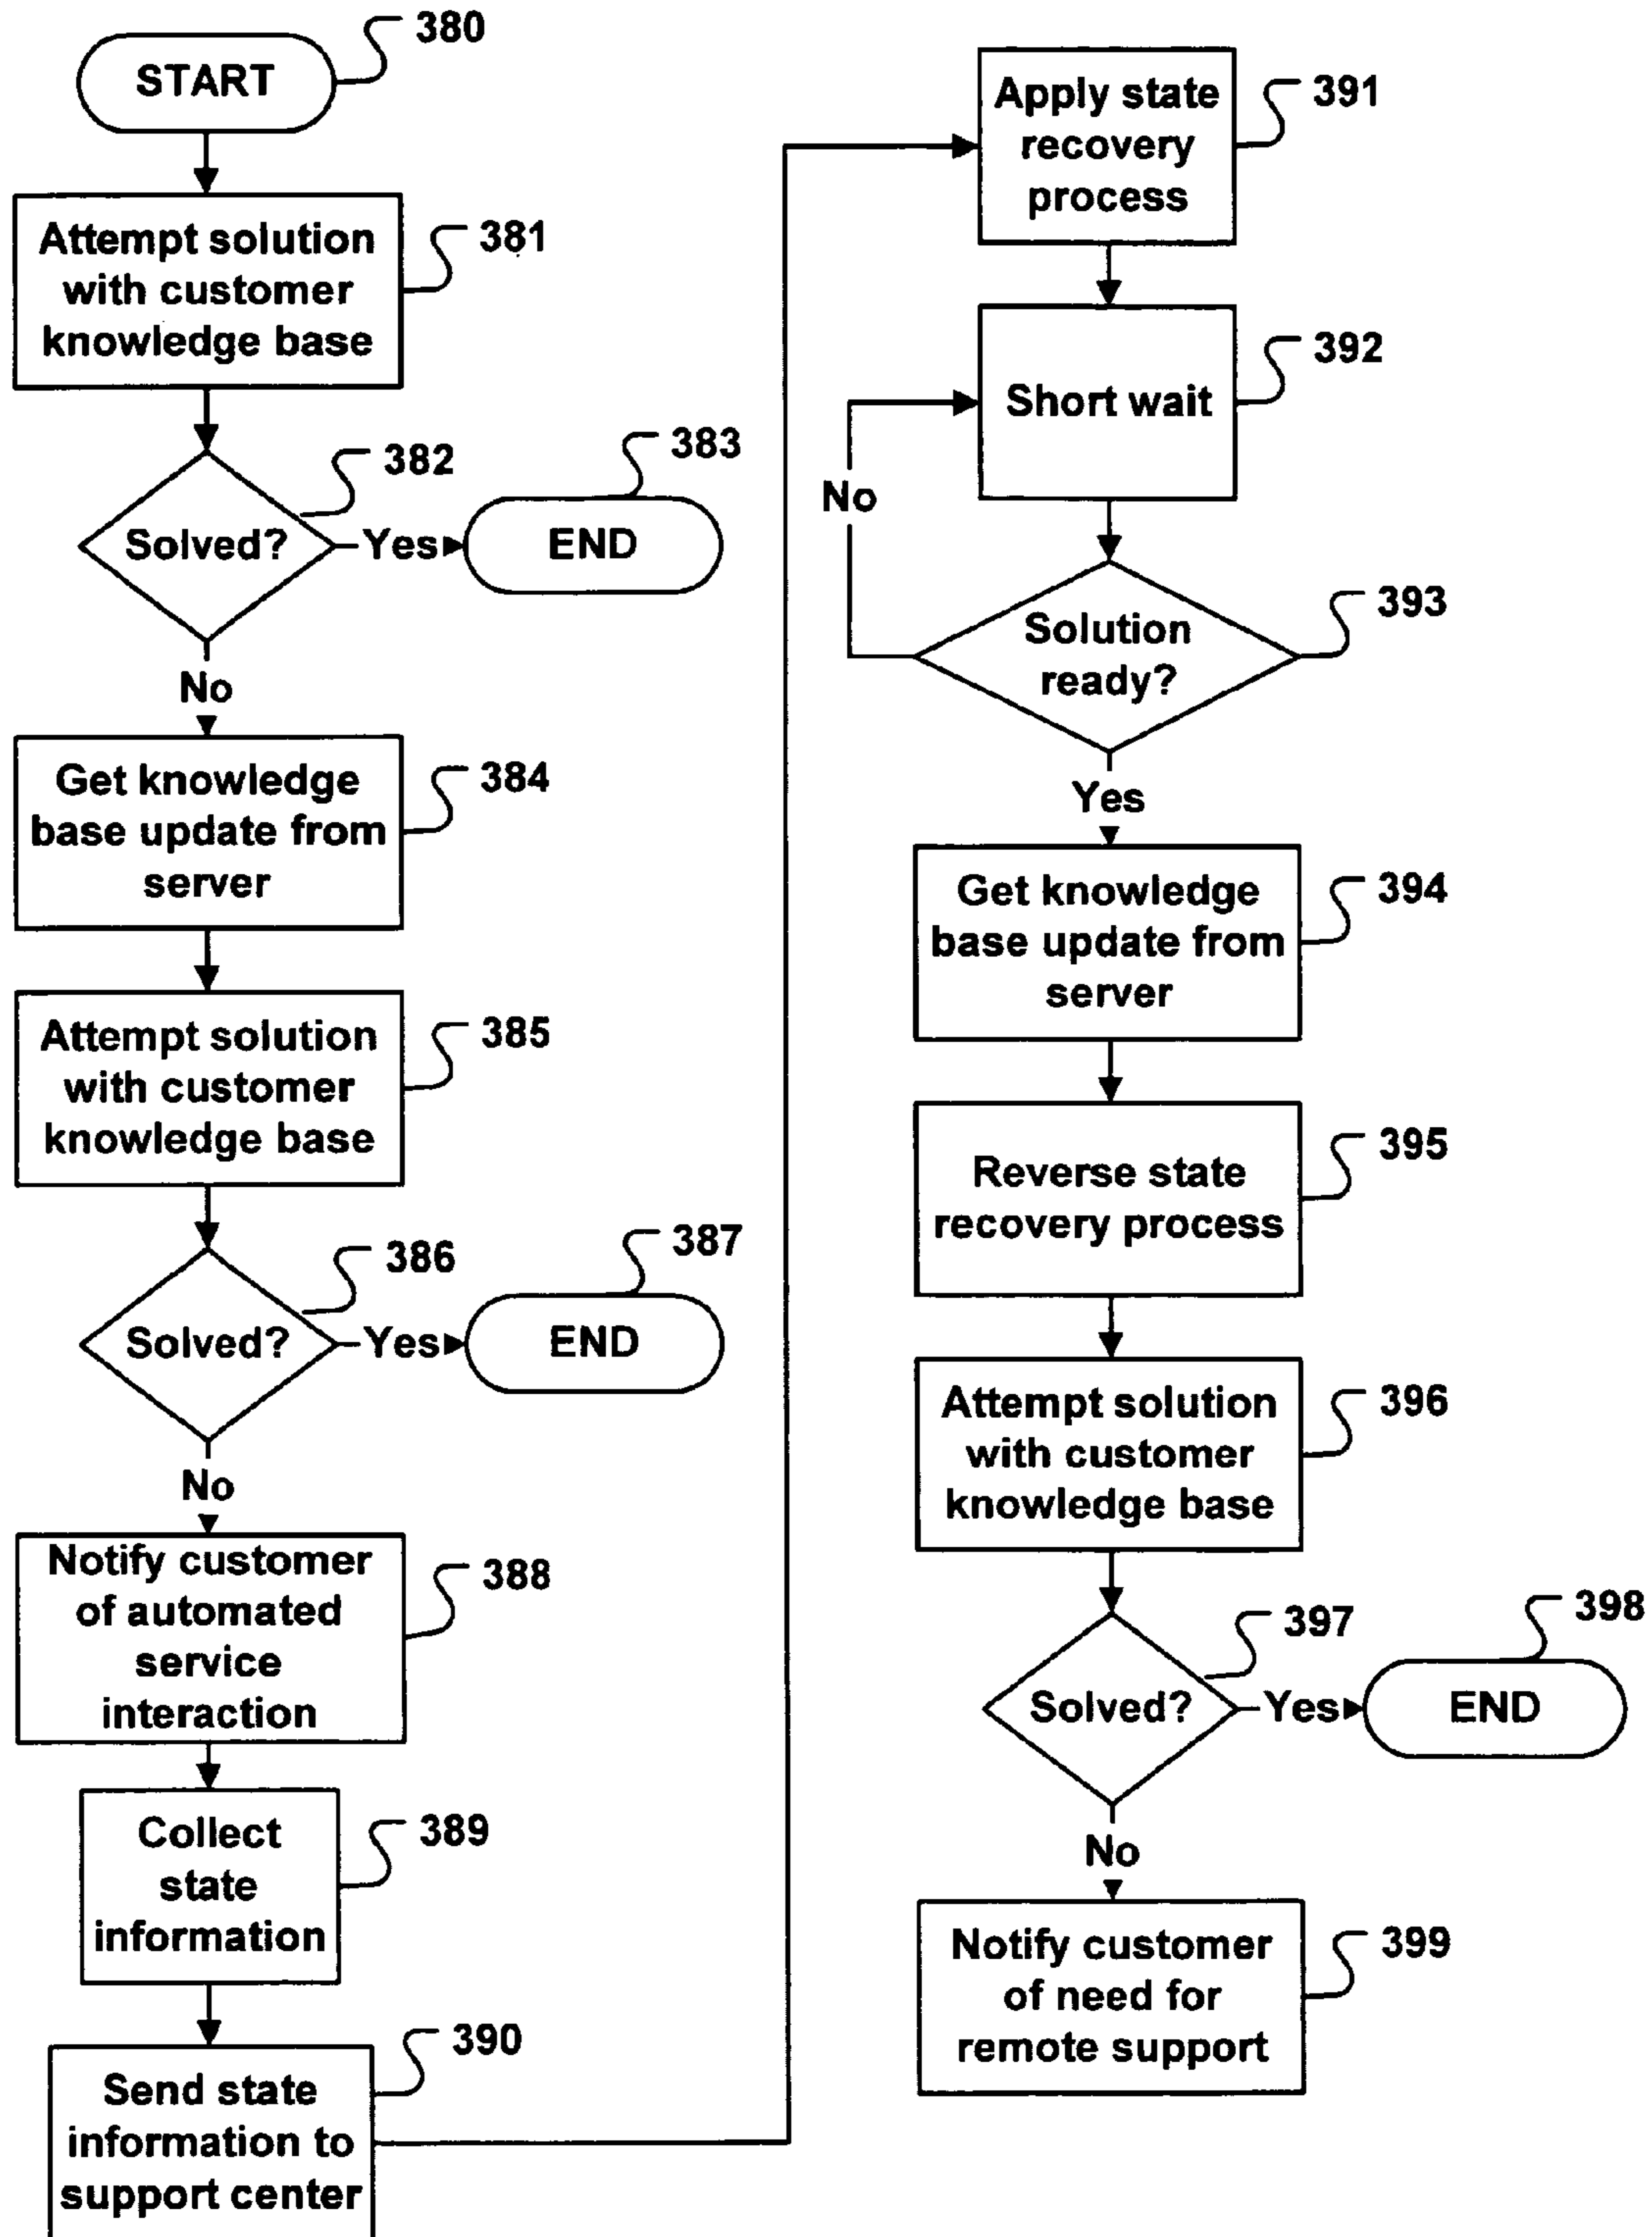 START
380
Attempt solution
with customer
knowledge base
381
Solved?
382
Yes
END
383
No
Get knowledge
base update from
server
384
Attempt solution
with customer
knowledge base
385
Solved?
386
Yes
END
387
No
Notify customer
of automated
service
interaction
388
Collect
state
information
389
Send state
information to
support center
390
Apply state
recovery
process
391
Short wait
392
No
Solution
ready?
393
Yes
Get knowledge
base update from
server
394
Reverse state
recovery process
395
Attempt solution
with customer
knowledge base
396
Solved?
397
Yes
END
398
No
Notify customer
of need for
remote support
399